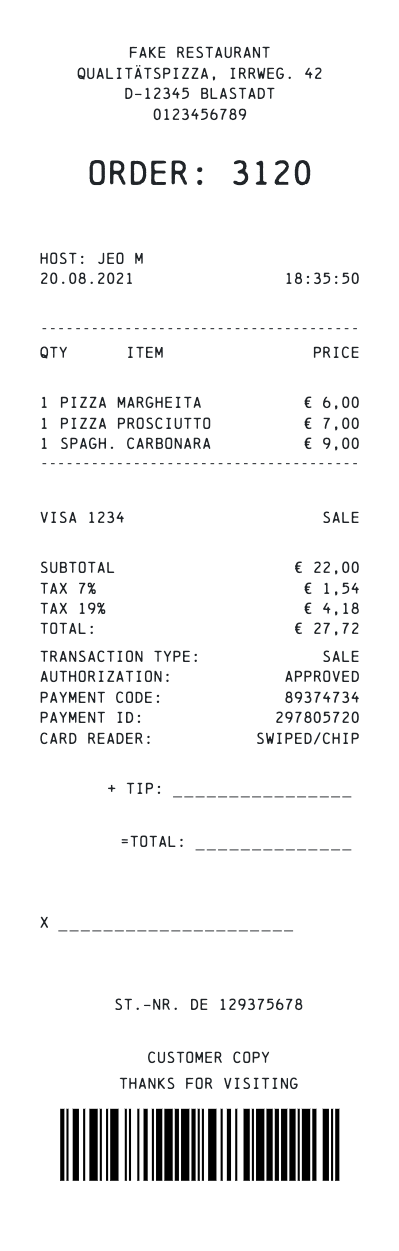 FAKE RESTAURANT
QUALITÄTSPIZZA, IRRWEG. 42
D-12345 BLASTADT
0123456789
ORDER: 3120
HOST: JEO M
20.08.2021 18:35:50
------------------------------------
QTY ITEM PRICE
1 PIZZA MARGHEITA € 6,00
1 PIZZA PROSCIUTTO € 7,00
1 SPAGH. CARBONARA € 9,00
------------------------------------
VISA 1234 SALE
SUBTOTAL € 22,00
TAX 7% € 1,54
TAX 19% € 4,18
TOTAL: € 27,72
TRANSACTION TYPE: SALE
AUTHORIZATION: APPROVED
PAYMENT CODE: 89374734
PAYMENT ID: 297805720
CARD READER: SWIPED/CHIP
+ TIP: ________________
=TOTAL: ______________
X _____________________
ST.-NR. DE 129375678
CUSTOMER COPY
THANKS FOR VISITING